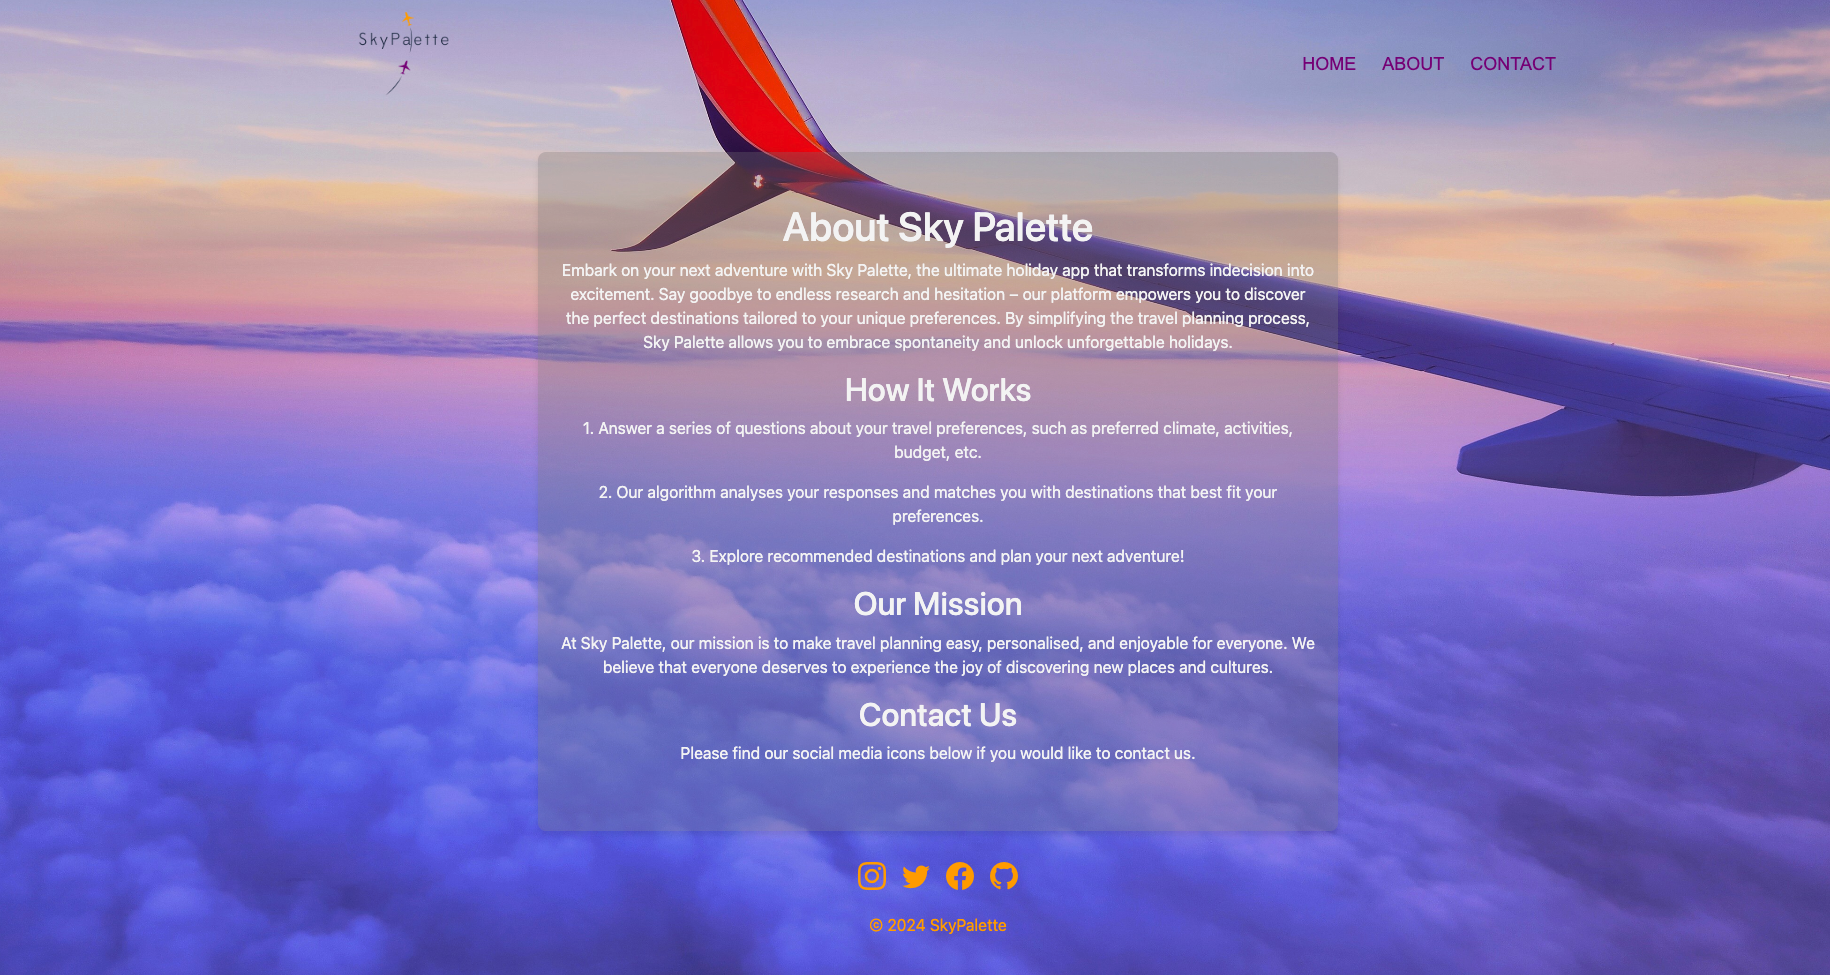 SkyPalette
HOME ABOUT CONTACT
About Sky Palette
Embark on your next adventure with Sky Palette, the ultimate holiday app that transforms indecision into
excitement. Say goodbye to endless research and hesitation – our platform empowers you to discover
the perfect destinations tailored to your unique preferences. By simplifying the travel planning process,
Sky Palette allows you to embrace spontaneity and unlock unforgettable holidays.
How It Works
1. Answer a series of questions about your travel preferences, such as preferred climate, activities,
budget, etc.
2. Our algorithm analyses your responses and matches you with destinations that best fit your
preferences.
3. Explore recommended destinations and plan your next adventure!
Our Mission
At Sky Palette, our mission is to make travel planning easy, personalised, and enjoyable for everyone. We
believe that everyone deserves to experience the joy of discovering new places and cultures.
Contact Us
Please find our social media icons below if you would like to contact us.
© 2024 SkyPalette